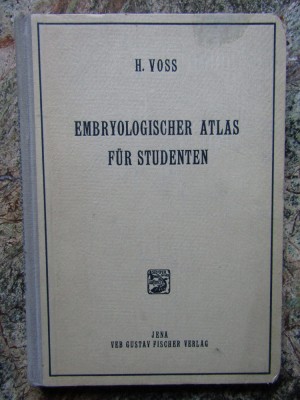 H. VOSS
EMBRYOLOGISCHER ATLAS
FÜR STUDENTEN
JENA
VEB GUSTAV FISCHER VERLAG